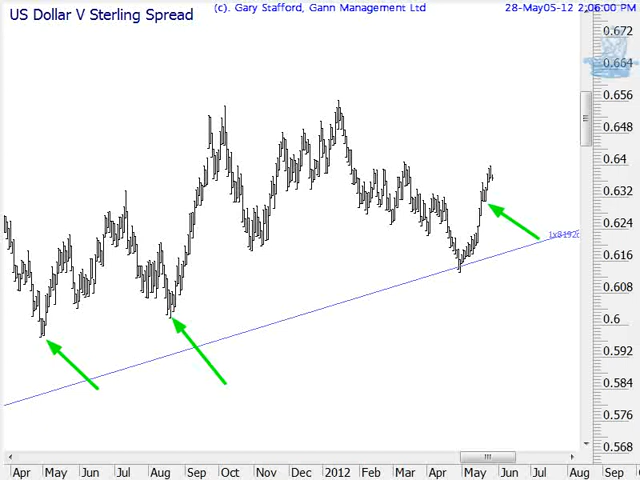 US Dollar V Sterling Spread
(c). Gary Stafford, Gann Management Ltd
28-May05-12 2:06:00 PM
0.672
0.664
0.656
0.648
0.64
0.632
0.624
0.616
0.608
0.6
0.592
0.584
0.576
0.568
1x8192
Apr May Jun Jul Aug Sep Oct Nov Dec 2012 Feb Mar Apr May Jun Jul Aug Sep